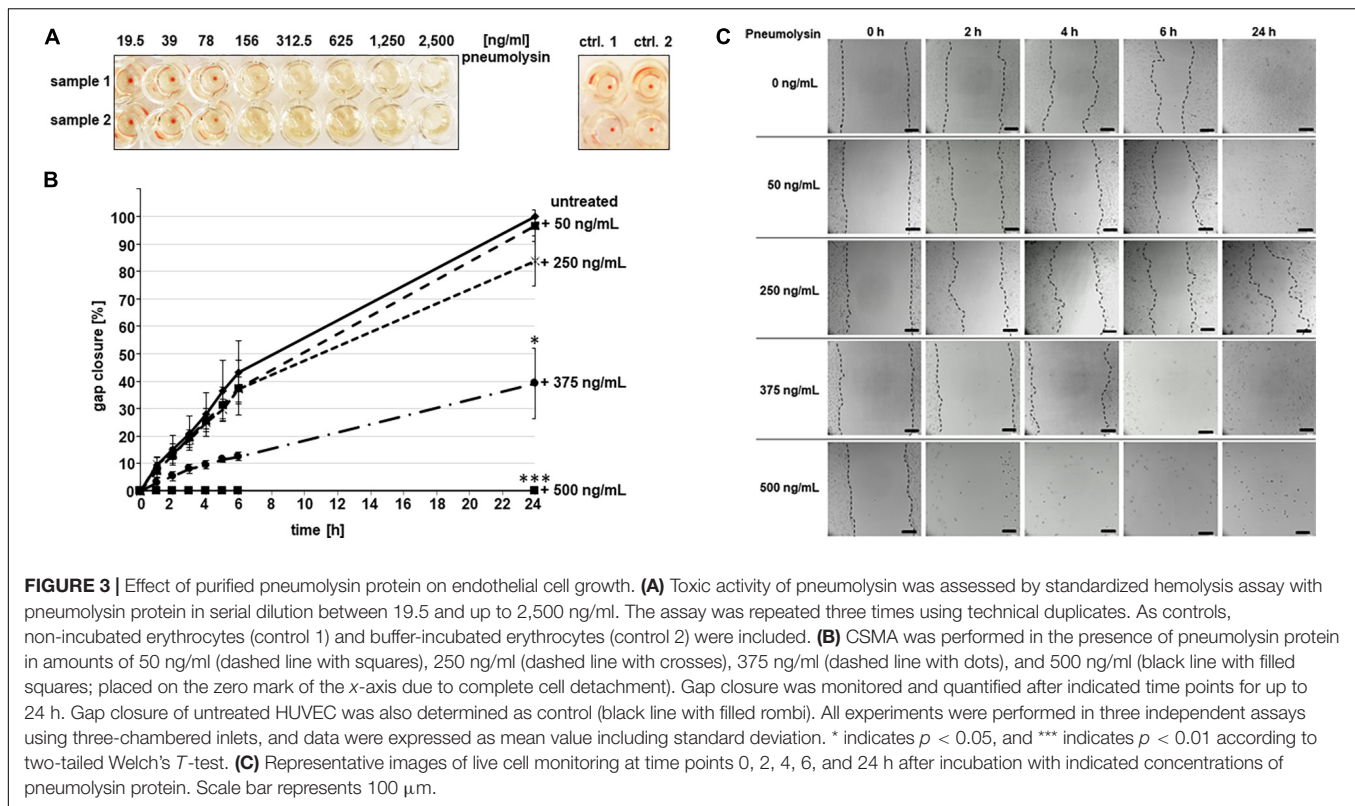 A
19.5 39 78 156 312.5 625 1,250 2,500 [ng/ml]
pneumolysin
ctrl. 1 ctrl. 2
sample 1
sample 2
B
gap closure [%]
100
90
80
70
60
50
40
30
20
10
0
0 2 4 6 8 10 12 14 16 18 20 22 24
time [h]
untreated
+ 50 ng/mL
+ 250 ng/mL
*
+ 375 ng/mL
***
+ 500 ng/mL
C
Pneumolysin 0 h 2 h 4 h 6 h 24 h
0 ng/mL
50 ng/mL
250 ng/mL
375 ng/mL
500 ng/mL
FIGURE 3 | Effect of purified pneumolysin protein on endothelial cell growth. (A) Toxic activity of pneumolysin was assessed by standardized hemolysis assay with
pneumolysin protein in serial dilution between 19.5 and up to 2,500 ng/ml. The assay was repeated three times using technical duplicates. As controls,
non-incubated erythrocytes (control 1) and buffer-incubated erythrocytes (control 2) were included. (B) CSMA was performed in the presence of pneumolysin protein
in amounts of 50 ng/ml (dashed line with squares), 250 ng/ml (dashed line with crosses), 375 ng/ml (dashed line with dots), and 500 ng/ml (black line with filled
squares; placed on the zero mark of the x-axis due to complete cell detachment). Gap closure was monitored and quantified after indicated time points for up to
24 h. Gap closure of untreated HUVEC was also determined as control (black line with filled rombi). All experiments were performed in three independent assays
using three-chambered inlets, and data were expressed as mean value including standard deviation. * indicates p < 0.05, and *** indicates p < 0.01 according to
two-tailed Welch's T-test. (C) Representative images of live cell monitoring at time points 0, 2, 4, 6, and 24 h after incubation with indicated concentrations of
pneumolysin protein. Scale bar represents 100 μm.